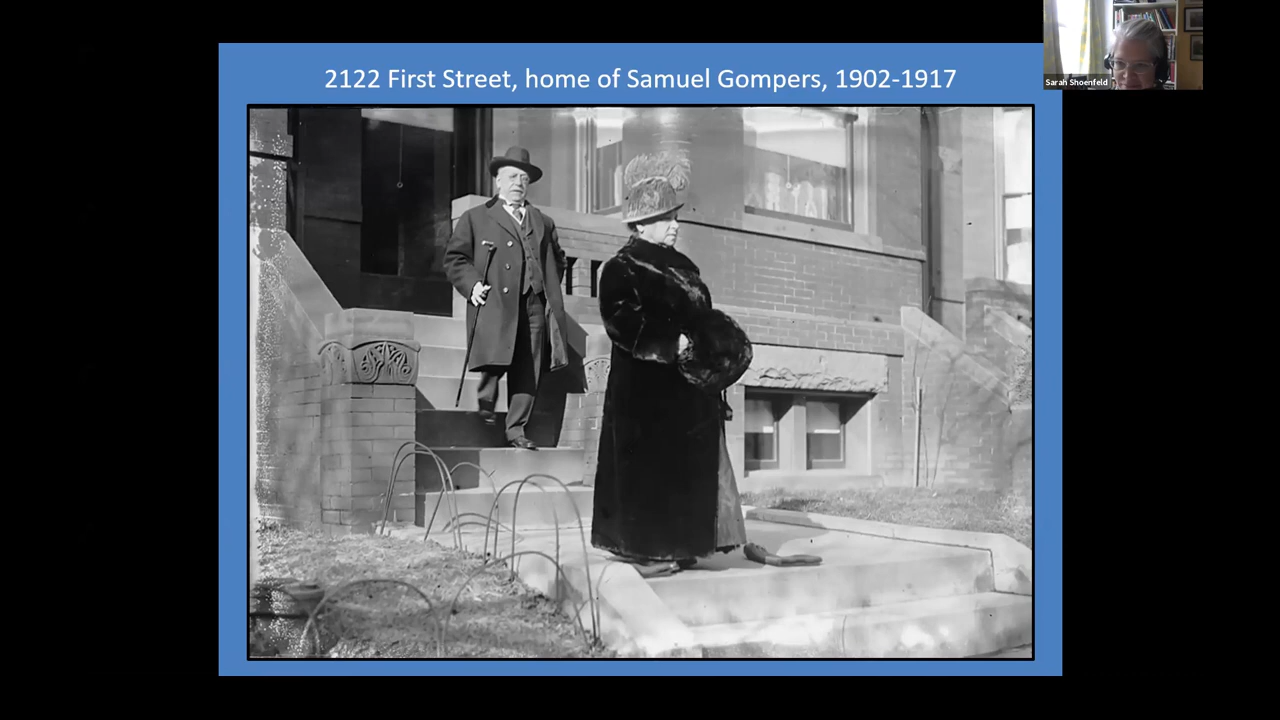 2122 First Street, home of Samuel Gompers, 1902-1917
Sarah Shoenfeld